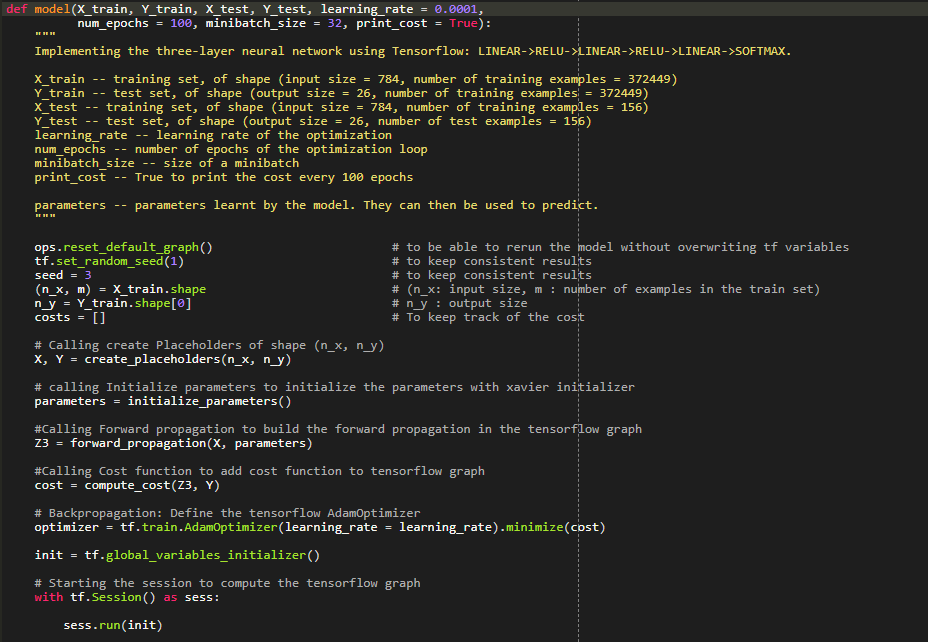 def model(X_train, Y_train, X_test, Y_test, learning_rate = 0.0001,
num_epochs = 100, minibatch_size = 32, print_cost = True):
"""
Implementing the three-layer neural network using Tensorflow: LINEAR->RELU->LINEAR->RELU->LINEAR->SOFTMAX.
X_train -- training set, of shape (input size = 784, number of training examples = 372449)
Y_train -- test set, of shape (output size = 26, number of training examples = 372449)
X_test -- training set, of shape (input size = 784, number of training examples = 156)
Y_test -- test set, of shape (output size = 26, number of test examples = 156)
learning_rate -- learning rate of the optimization
num_epochs -- number of epochs of the optimization loop
minibatch_size -- size of a minibatch
print_cost -- True to print the cost every 100 epochs
parameters -- parameters learnt by the model. They can then be used to predict.
"""
ops.reset_default_graph() # to be able to rerun the model without overwriting tf variables
tf.set_random_seed(1) # to keep consistent results
seed = 3 # to keep consistent results
(n_x, m) = X_train.shape # (n_x: input size, m : number of examples in the train set)
n_y = Y_train.shape[0] # n_y : output size
costs = [] # To keep track of the cost
# Calling create Placeholders of shape (n_x, n_y)
X, Y = create_placeholders(n_x, n_y)
# calling Initialize parameters to initialize the parameters with xavier initializer
parameters = initialize_parameters()
#Calling Forward propagation to build the forward propagation in the tensorflow graph
Z3 = forward_propagation(X, parameters)
#Calling Cost function to add cost function to tensorflow graph
cost = compute_cost(Z3, Y)
# Backpropagation: Define the tensorflow AdamOptimizer
optimizer = tf.train.AdamOptimizer(learning_rate = learning_rate).minimize(cost)
init = tf.global_variables_initializer()
# Starting the session to compute the tensorflow graph
with tf.Session() as sess:
sess.run(init)